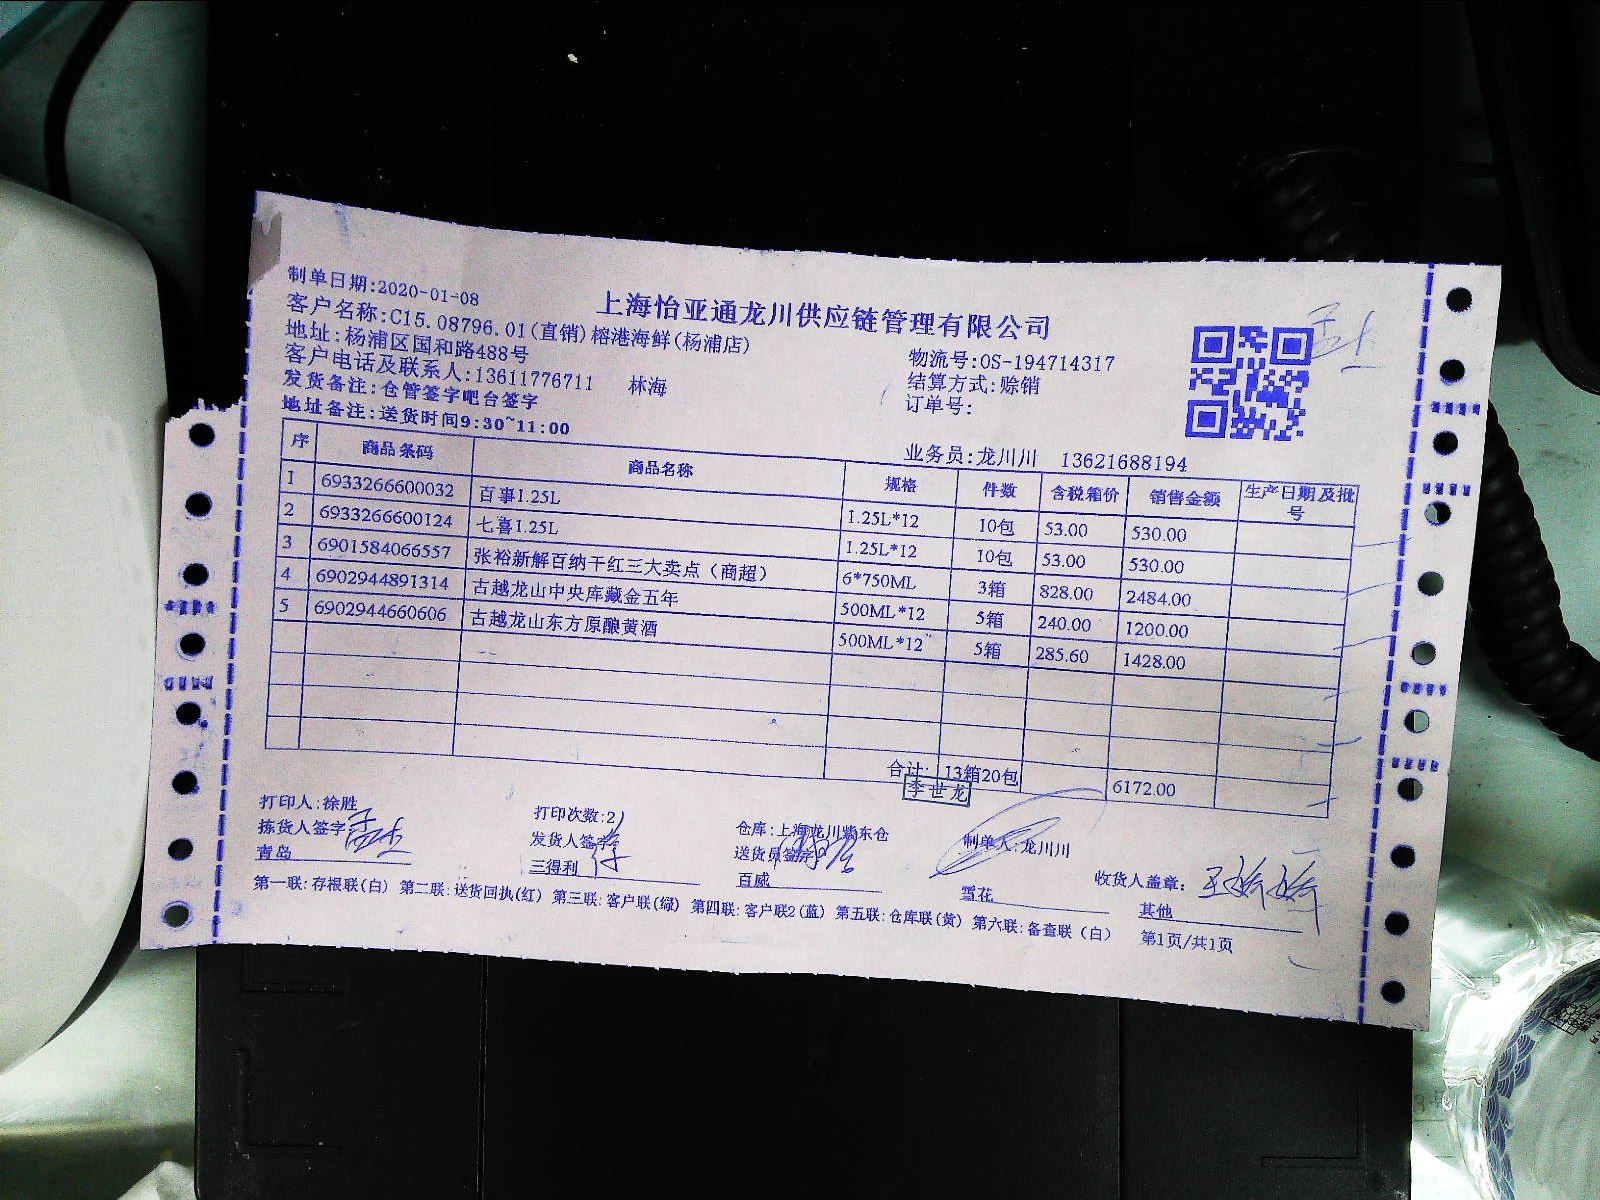 制单日期:2020-01-08
上海怡亚通龙川供应链管理有限公司
客户名称:C15.08796.01(直销)榕港海鲜(杨浦店)
物流号:OS-194714317
地址:杨浦区国和路488号
结算方式:赊销
客户电话及联系人:13611776711 林海
订单号:
发货备注:仓管签字吧台签字
地址备注:送货时间9:30~11:00
业务员:龙川川 13621688194
序 商品条码 商品名称 规格 件数 含税箱价 销售金额 生产日期及批号
1 6933266600032 百事1.25L 1.25L*12 10包 53.00 530.00
2 6933266600124 七喜1.25L 1.25L*12 10包 53.00 530.00
3 6901584066557 张裕新解百纳干红三大卖点（商超） 6*750ML 3箱 828.00 2484.00
4 6902944891314 古越龙山中央库藏金五年 500ML*12 5箱 240.00 1200.00
5 6902944660606 古越龙山东方原酿黄酒 500ML*12 5箱 285.60 1428.00
合计: 13箱20包 6172.00
李世龙
打印人:徐胜 打印次数:2 仓库:上海龙川紫东仓 制单人:龙川川
拣货人签字 发货人签字 送货员签字 收货人盖章:
青岛 三得利 百威 雪花 其他
第一联:存根联(白) 第二联:送货回执(红) 第三联:客户联(绿) 第四联:客户联2(蓝) 第五联:仓库联(黄) 第六联:备查联（白） 第1页/共1页